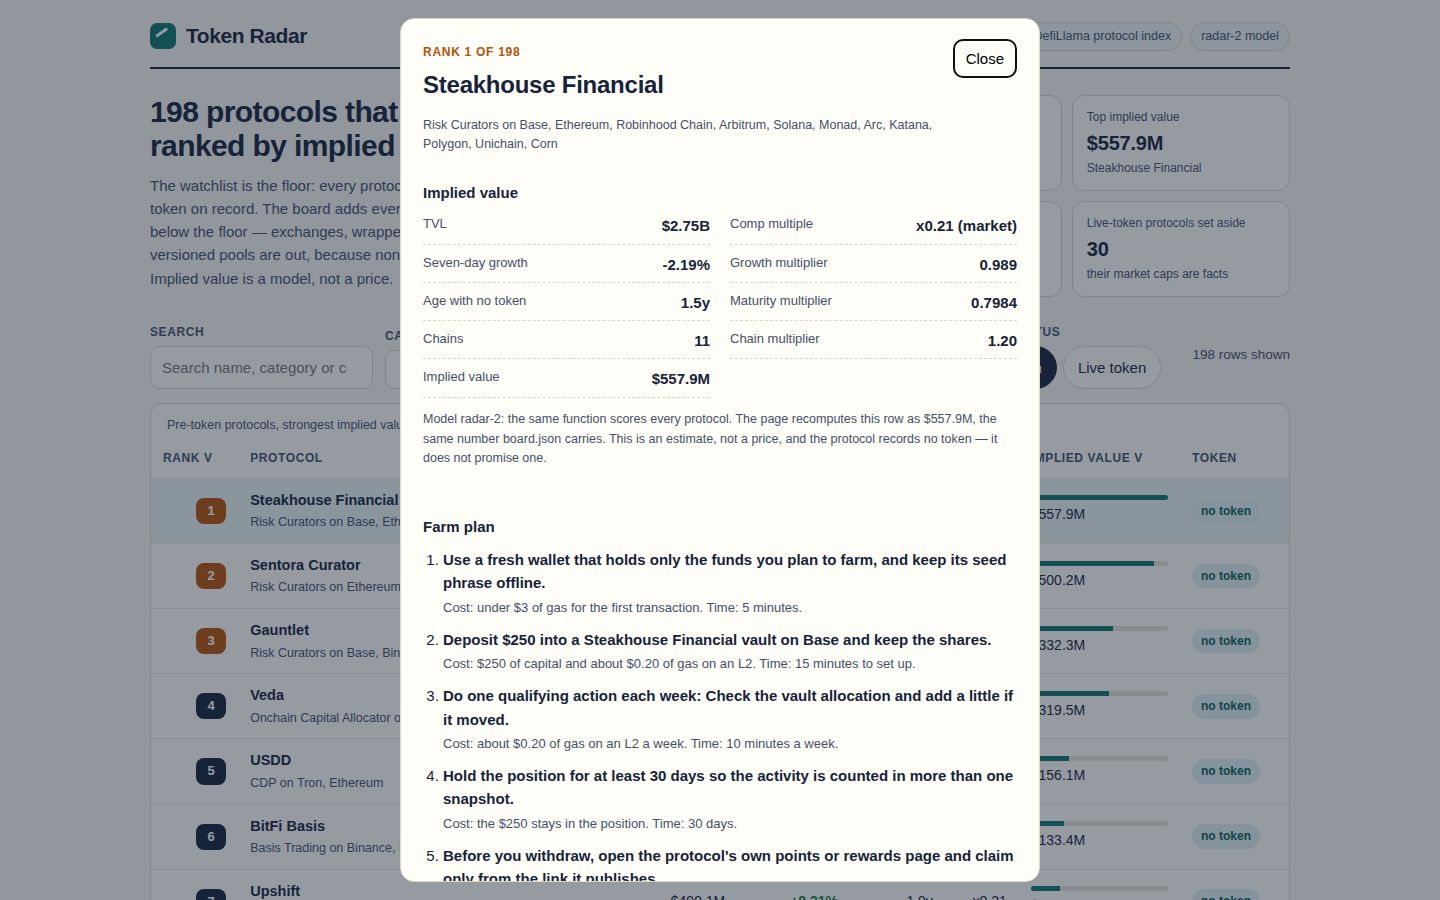 Token Radar
DefiLlama protocol index
radar-2 model
198 protocols that
ranked by implied
The watchlist is the floor: every
token on record. The board adds
below the floor — exchanges,
versioned pools are out, because
Implied value is a model, not a price.
Top implied value
$557.9M
Steakhouse Financial
Live-token protocols set aside
30
their market caps are facts
SEARCH
Search name, category or c
Live token
198 rows shown
Pre-token protocols, strongest implied
RANK V
PROTOCOL
IMPLIED VALUE V
TOKEN
1
Steakhouse Financial
Risk Curators on Base,
557.9M
no token
2
Sentora Curator
Risk Curators on Ethereum
500.2M
no token
3
Gauntlet
Risk Curators on Base,
332.3M
no token
4
Veda
Onchain Capital Allocator
319.5M
no token
5
USDD
CDP on Tron, Ethereum
156.1M
no token
6
BitFi Basis
Basis Trading on Binance,
133.4M
no token
Upshift
RANK 1 OF 198
Close
Steakhouse Financial
Risk Curators on Base, Ethereum, Robinhood Chain, Arbitrum, Solana, Monad, Arc, Katana,
Polygon, Unichain, Corn
Implied value
TVL $2.75B
Comp multiple x0.21 (market)
Seven-day growth -2.19%
Growth multiplier 0.989
Age with no token 1.5y
Maturity multiplier 0.7984
Chains 11
Chain multiplier 1.20
Implied value $557.9M
Model radar-2: the same function scores every protocol. The page recomputes this row as $557.9M, the
same number board.json carries. This is an estimate, not a price, and the protocol records no token — it
does not promise one.
Farm plan
1. Use a fresh wallet that holds only the funds you plan to farm, and keep its seed
phrase offline.
Cost: under $3 of gas for the first transaction. Time: 5 minutes.
2. Deposit $250 into a Steakhouse Financial vault on Base and keep the shares.
Cost: $250 of capital and about $0.20 of gas on an L2. Time: 15 minutes to set up.
3. Do one qualifying action each week: Check the vault allocation and add a little if
it moved.
Cost: about $0.20 of gas on an L2 a week. Time: 10 minutes a week.
4. Hold the position for at least 30 days so the activity is counted in more than one
snapshot.
Cost: the $250 stays in the position. Time: 30 days.
5. Before you withdraw, open the protocol's own points or rewards page and claim
only from the link it publishes.